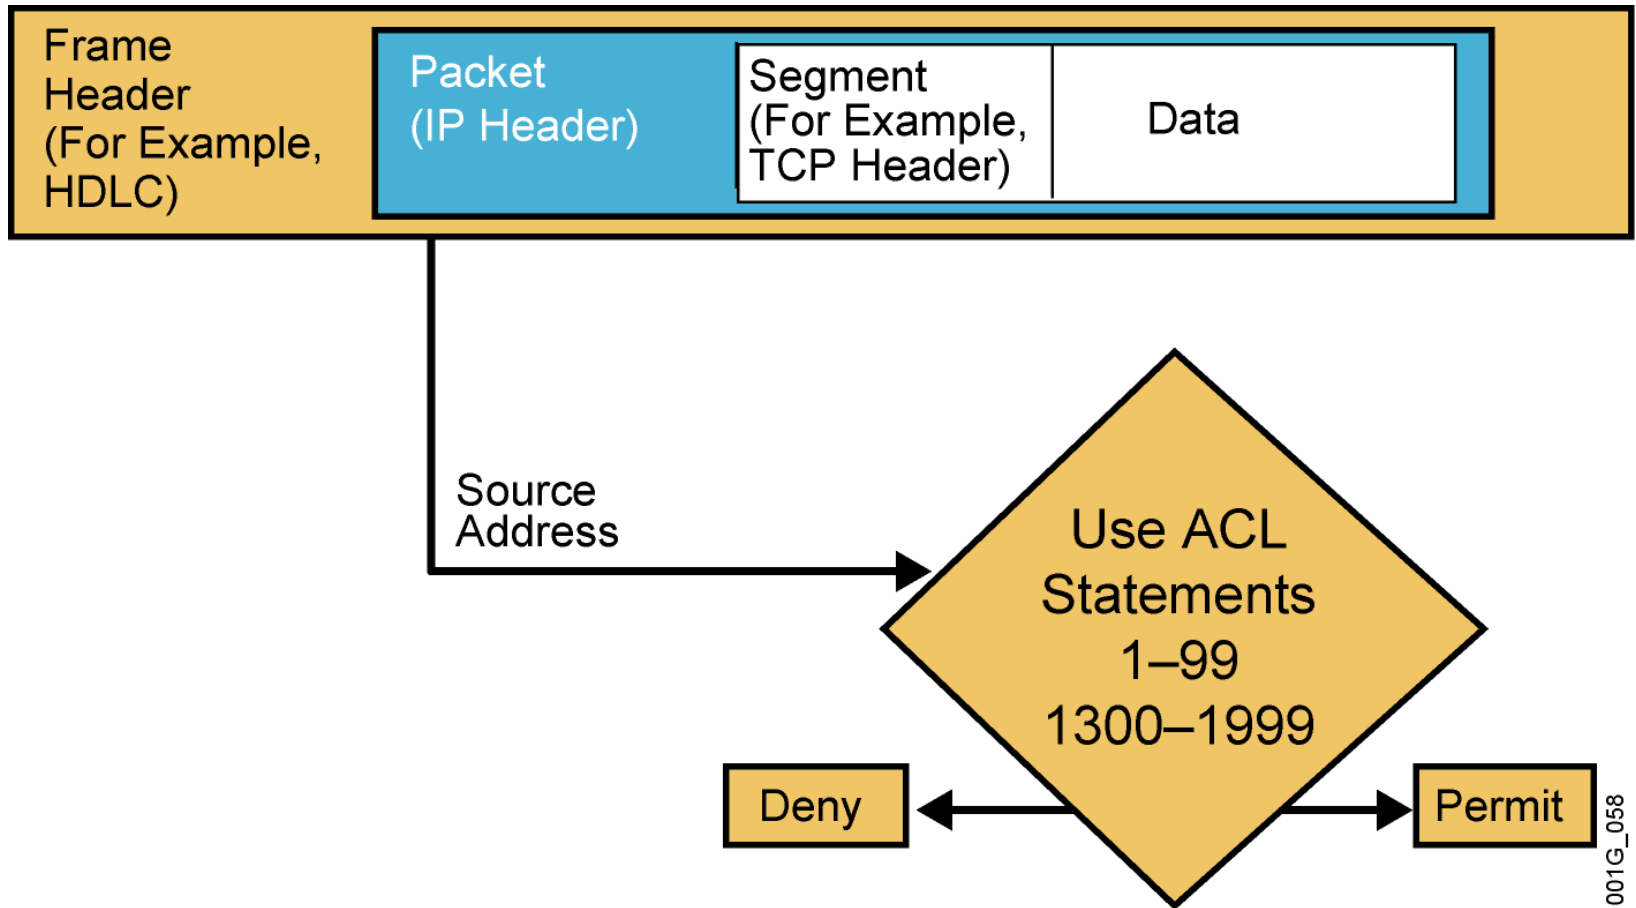 Frame
Header
(For Example,
HDLC)
Packet
(IP Header)
Segment
(For Example,
TCP Header)
Data
Source
Address
Use ACL
Statements
1–99
1300–1999
Deny
Permit
001G_058